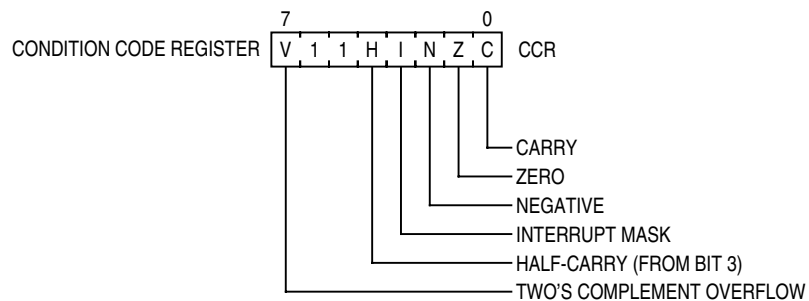 7 0
CONDITION CODE REGISTER V 1 1 H I N Z C CCR
CARRY
ZERO
NEGATIVE
INTERRUPT MASK
HALF-CARRY (FROM BIT 3)
TWO'S COMPLEMENT OVERFLOW